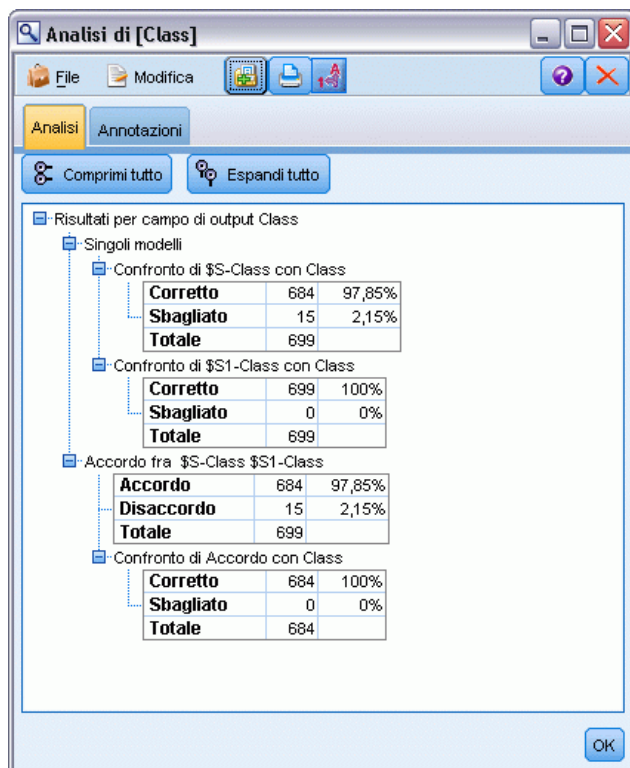 Analisi di [Class]
File Modifica
Analisi Annotazioni
Comprimi tutto Espandi tutto
Risultati per campo di output Class
Singoli modelli
Confronto di $S-Class con Class
Corretto 684 97,85%
Sbagliato 15 2,15%
Totale 699
Confronto di $S1-Class con Class
Corretto 699 100%
Sbagliato 0 0%
Totale 699
Accordo fra $S-Class $S1-Class
Accordo 684 97,85%
Disaccordo 15 2,15%
Totale 699
Confronto di Accordo con Class
Corretto 684 100%
Sbagliato 0 0%
Totale 684
OK